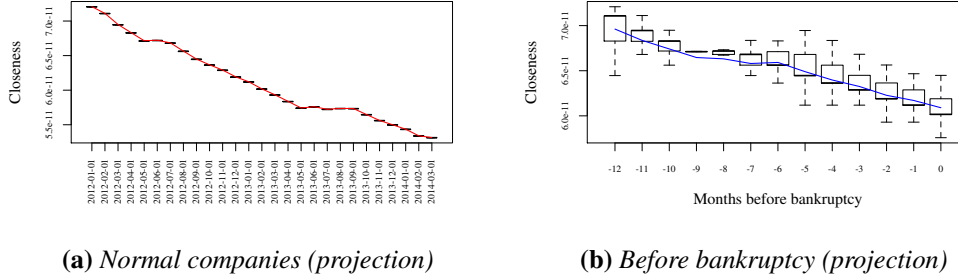 Closeness
7.0e-11
6.5e-11
6.0e-11
5.5e-11
2012-01-01
2012-02-01
2012-03-01
2012-04-01
2012-05-01
2012-06-01
2012-07-01
2012-08-01
2012-09-01
2012-10-01
2012-11-01
2012-12-01
2013-01-01
2013-02-01
2013-03-01
2013-04-01
2013-05-01
2013-06-01
2013-07-01
2013-08-01
2013-09-01
2013-10-01
2013-11-01
2013-12-01
2014-01-01
2014-02-01
2014-03-01
(a) Normal companies (projection)
Closeness
7.0e-11
6.5e-11
6.0e-11
-12 -11 -10 -9 -8 -7 -6 -5 -4 -3 -2 -1 0
Months before bankruptcy
(b) Before bankruptcy (projection)